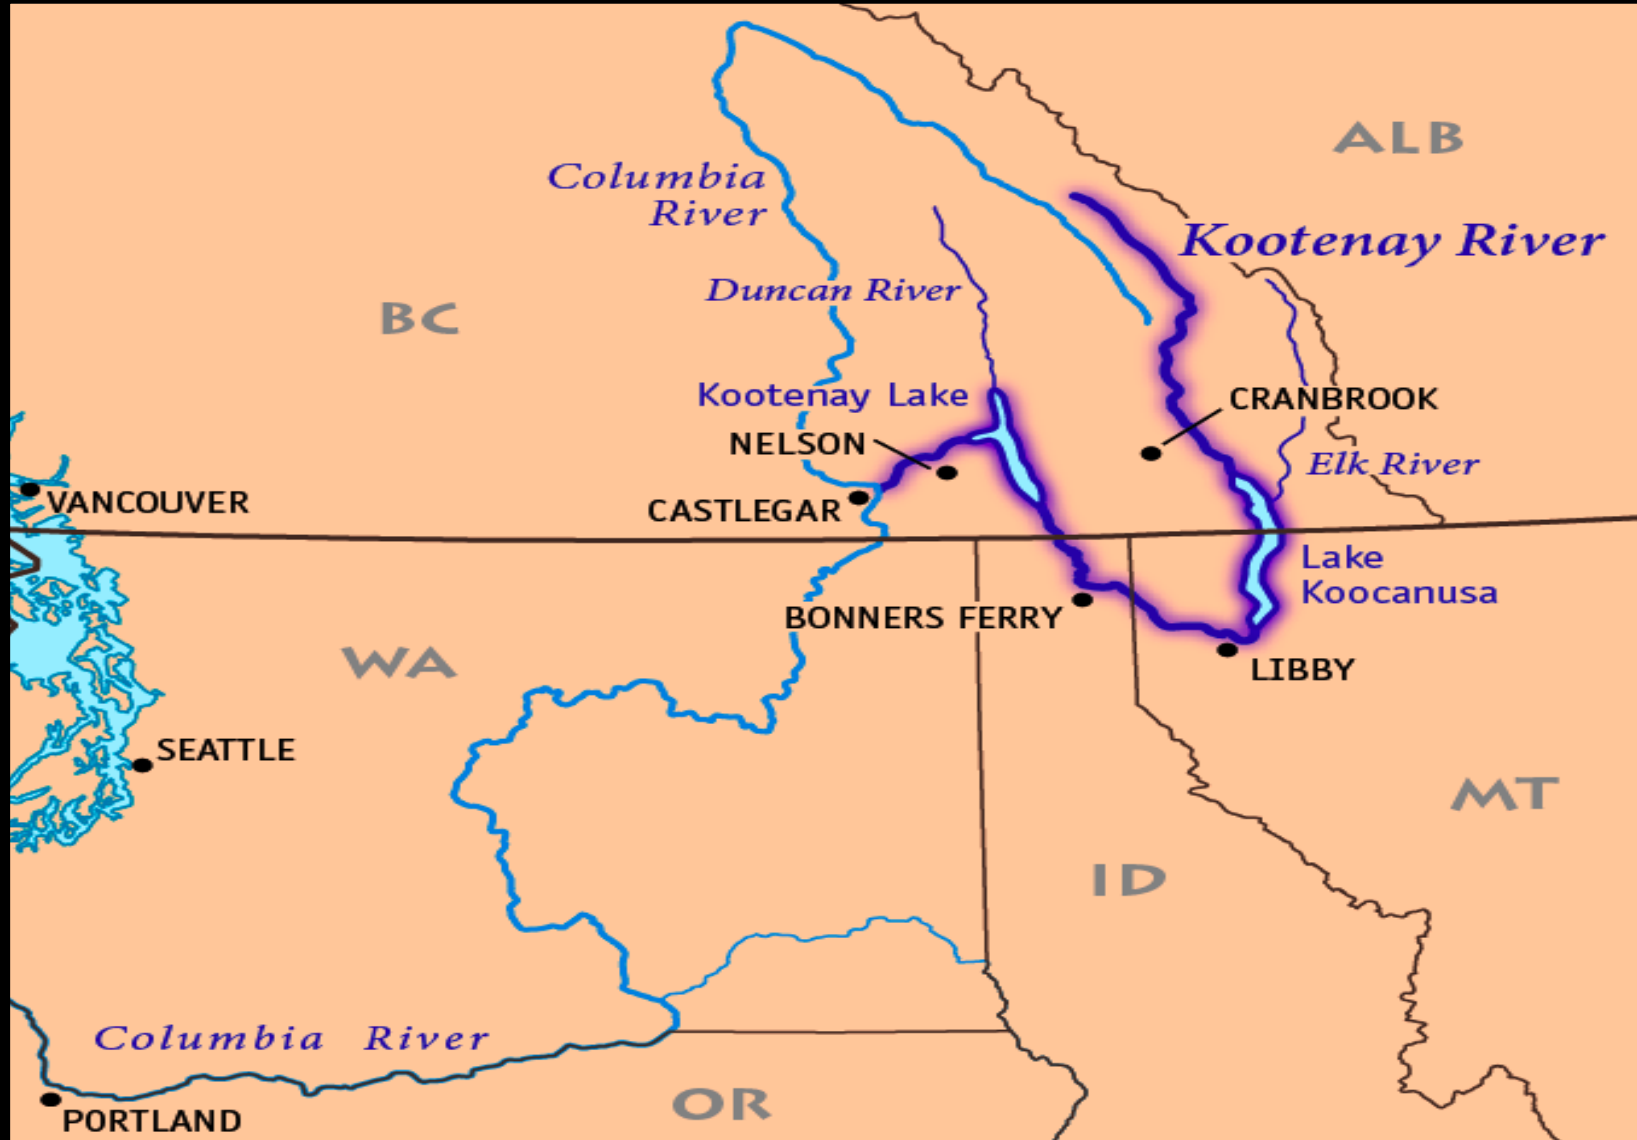 ALB
Columbia
River
Kootenay River
Duncan River
BC
Kootenay Lake
CRANBROOK
NELSON
Elk River
VANCOUVER
CASTLEGAR
Lake
Koocanusa
BONNERS FERRY
WA
LIBBY
SEATTLE
MT
ID
Columbia River
OR
PORTLAND